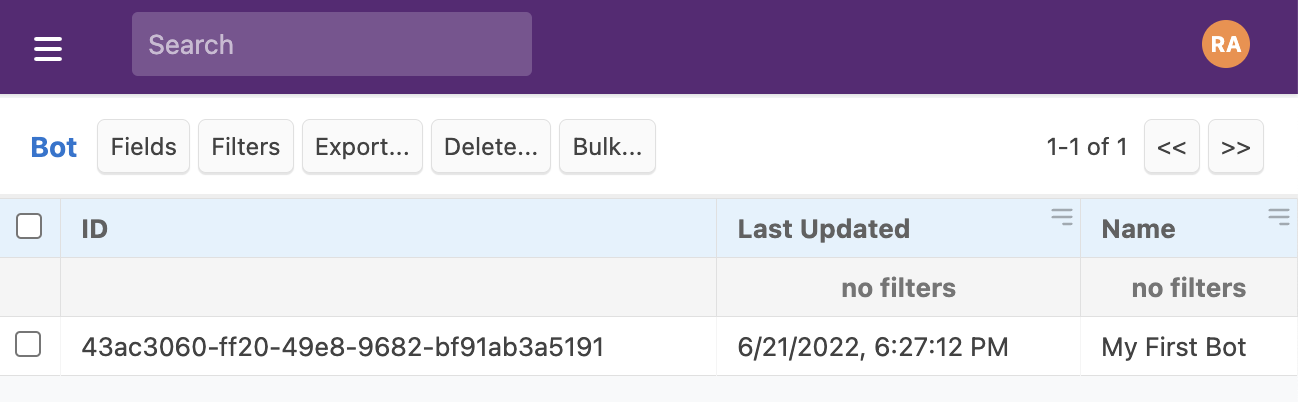 Search
RA
Bot Fields Filters Export... Delete... Bulk... 1-1 of 1 << >>
ID Last Updated Name
no filters no filters
43ac3060-ff20-49e8-9682-bf91ab3a5191 6/21/2022, 6:27:12 PM My First Bot